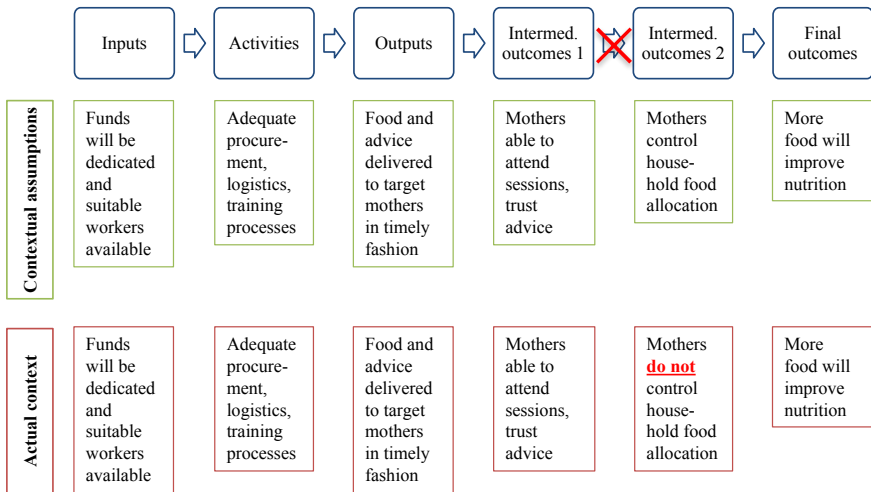 Inputs
Activities
Outputs
Intermed.
outcomes 1
Intermed.
outcomes 2
Final
outcomes
Contextual assumptions
Funds
will be
dedicated
and
suitable
workers
available
Adequate
procure-
ment,
logistics,
training
processes
Food and
advice
delivered
to target
mothers
in timely
fashion
Mothers
able to
attend
sessions,
trust
advice
Mothers
control
house-
hold food
allocation
More
food will
improve
nutrition
Actual context
Funds
will be
dedicated
and
suitable
workers
available
Adequate
procure-
ment,
logistics,
training
processes
Food and
advice
delivered
to target
mothers
in timely
fashion
Mothers
able to
attend
sessions,
trust
advice
Mothers
do not
control
house-
hold food
allocation
More
food will
improve
nutrition